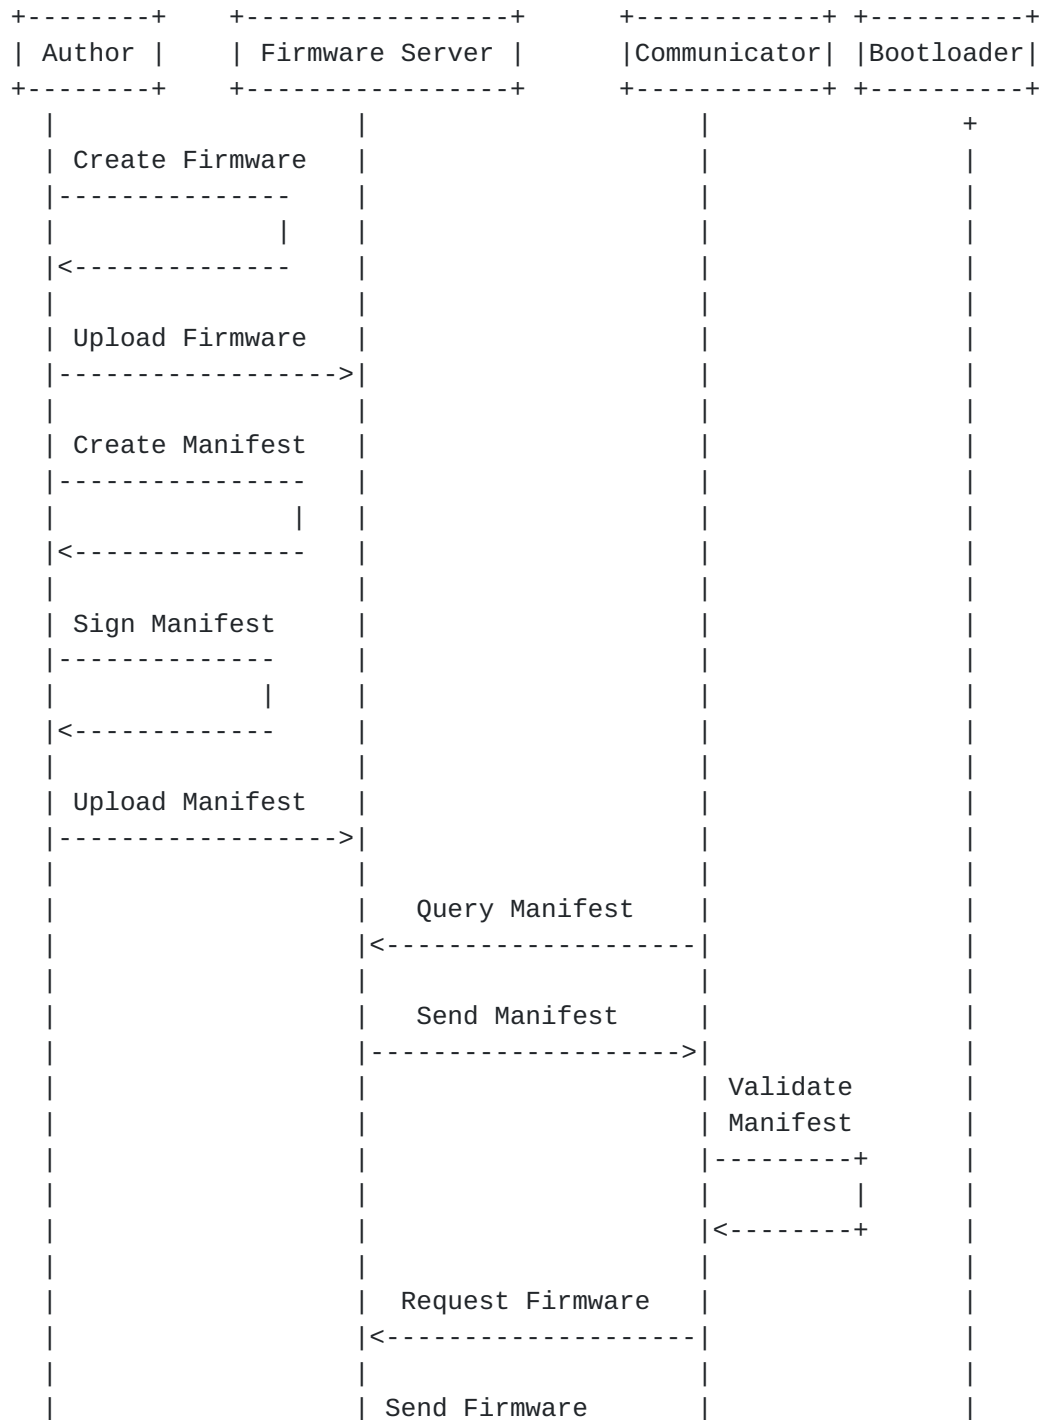 +--------+    +-----------------+      +------------+ +----------+
| Author |    | Firmware Server |      |Communicator| |Bootloader|
+--------+    +-----------------+      +------------+ +----------+
  |                   |                     |                +
  | Create Firmware   |                     |                |
  |---------------    |                     |                |
  |              |    |                     |                |
  |<--------------    |                     |                |
  |                   |                     |                |
  | Upload Firmware   |                     |                |
  |------------------>|                     |                |
  |                   |                     |                |
  | Create Manifest   |                     |                |
  |----------------   |                     |                |
  |               |   |                     |                |
  |<---------------   |                     |                |
  |                   |                     |                |
  | Sign Manifest     |                     |                |
  |--------------     |                     |                |
  |             |     |                     |                |
  |<-------------     |                     |                |
  |                   |                     |                |
  | Upload Manifest   |                     |                |
  |------------------>|                     |                |
  |                   |                     |                |
  |                   |   Query Manifest    |                |
  |                   |<--------------------|                |
  |                   |                     |                |
  |                   |   Send Manifest     |                |
  |                   |-------------------->|                |
  |                   |                     | Validate       |
  |                   |                     | Manifest       |
  |                   |                     |---------+      |
  |                   |                     |         |      |
  |                   |                     |<--------+      |
  |                   |                     |                |
  |                   |  Request Firmware   |                |
  |                   |<--------------------|                |
  |                   |                     |                |
  |                   | Send Firmware       |                |